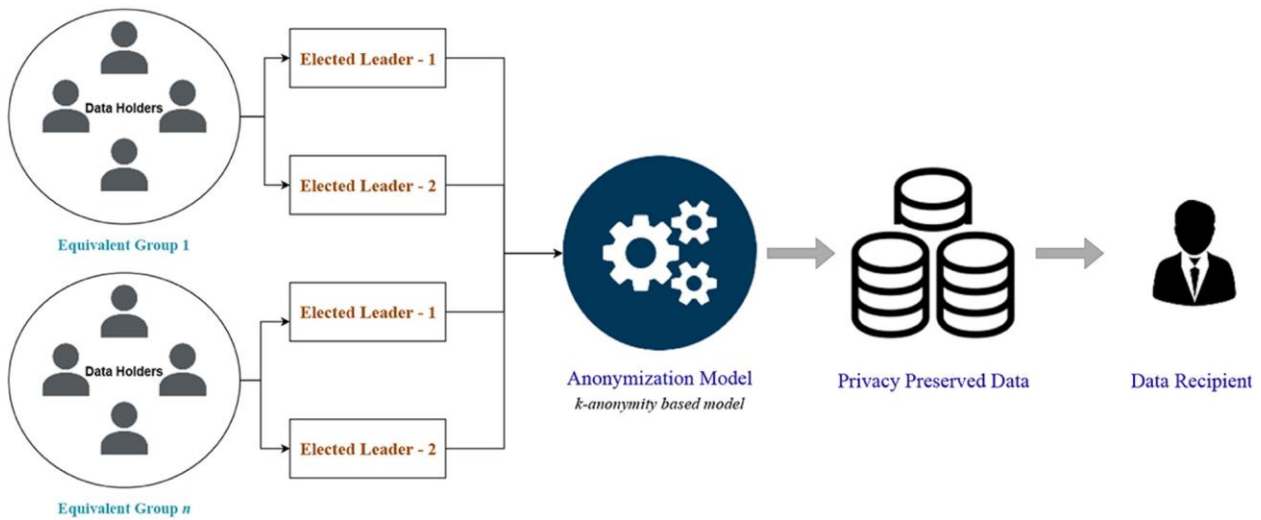 Data Holders
Equivalent Group 1
Elected Leader - 1
Elected Leader - 2
Data Holders
Equivalent Group n
Elected Leader - 1
Elected Leader - 2
Anonymization Model
k-anonymity based model
Privacy Preserved Data
Data Recipient